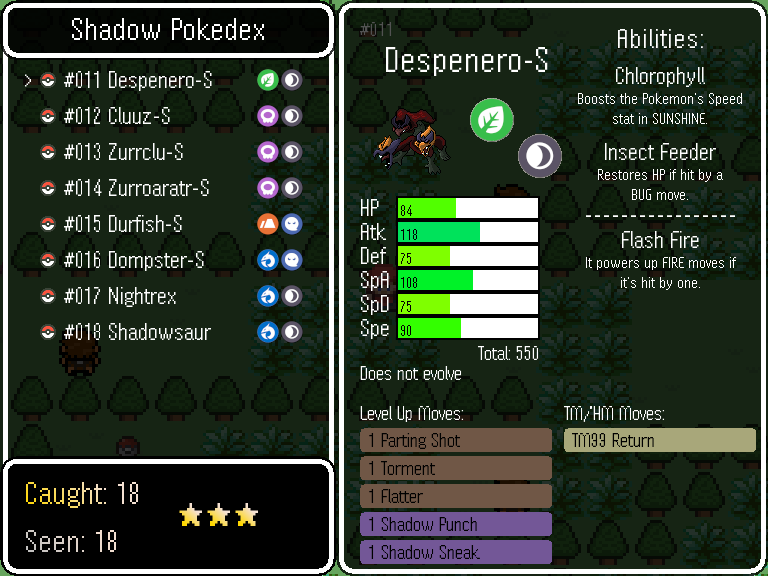 Shadow Pokedex
#011 Despenero-S
#012 Cluuz-S
#013 Zurrclu-S
#014 Zurroaratr-S
#015 Durfish-S
#016 Dompster-S
#017 Nightrex
#018 Shadowsaur
Caught: 18
Seen: 18
#011
Despenero-S
HP 84
Atk 118
Def 75
SpA 108
SpD 75
Spe 90
Total: 550
Does not evolve
Abilities:
Chlorophyll
Boosts the Pokemon's Speed
stat in SUNSHINE.
Insect Feeder
Restores HP if hit by a
BUG move.
Flash Fire
It powers up FIRE moves if
it's hit by one.
Level Up Moves:
1 Parting Shot
1 Torment
1 Flatter
1 Shadow Punch
1 Shadow Sneak
TM/HM Moves:
TM99 Return